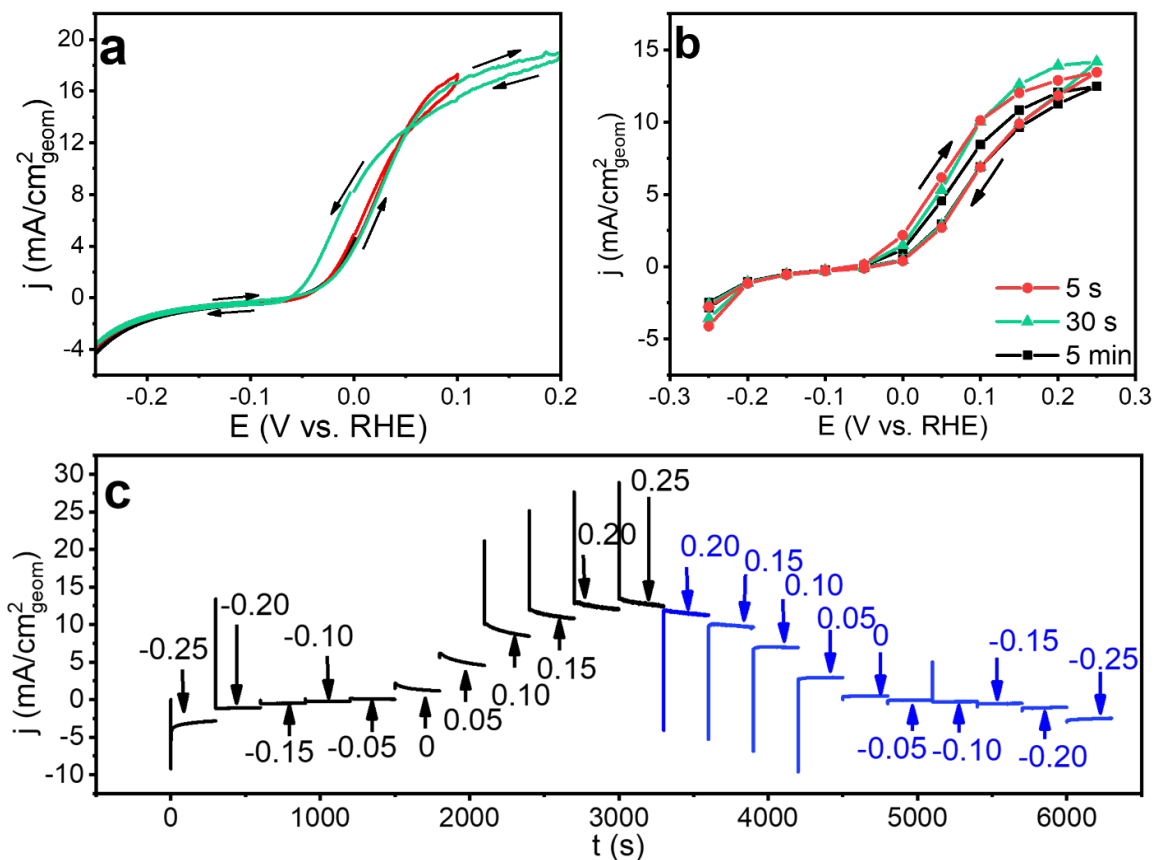 a
j (mA/cm²geom)
20
16
12
8
4
0
-4
-0.2 -0.1 0.0 0.1 0.2
E (V vs. RHE)
b
j (mA/cm²geom)
15
10
5
0
-5
5 s
30 s
5 min
-0.3 -0.2 -0.1 0.0 0.1 0.2 0.3
E (V vs. RHE)
c
j (mA/cm²geom)
30
25
20
15
10
5
0
-5
-10
-0.25
-0.20
-0.15
-0.10
-0.05
0
0.05
0.10
0.15
0.20
0.25
0.20
0.15
0.10
0.05
0
-0.05
-0.10
-0.15
-0.20
-0.25
0 1000 2000 3000 4000 5000 6000
t (s)